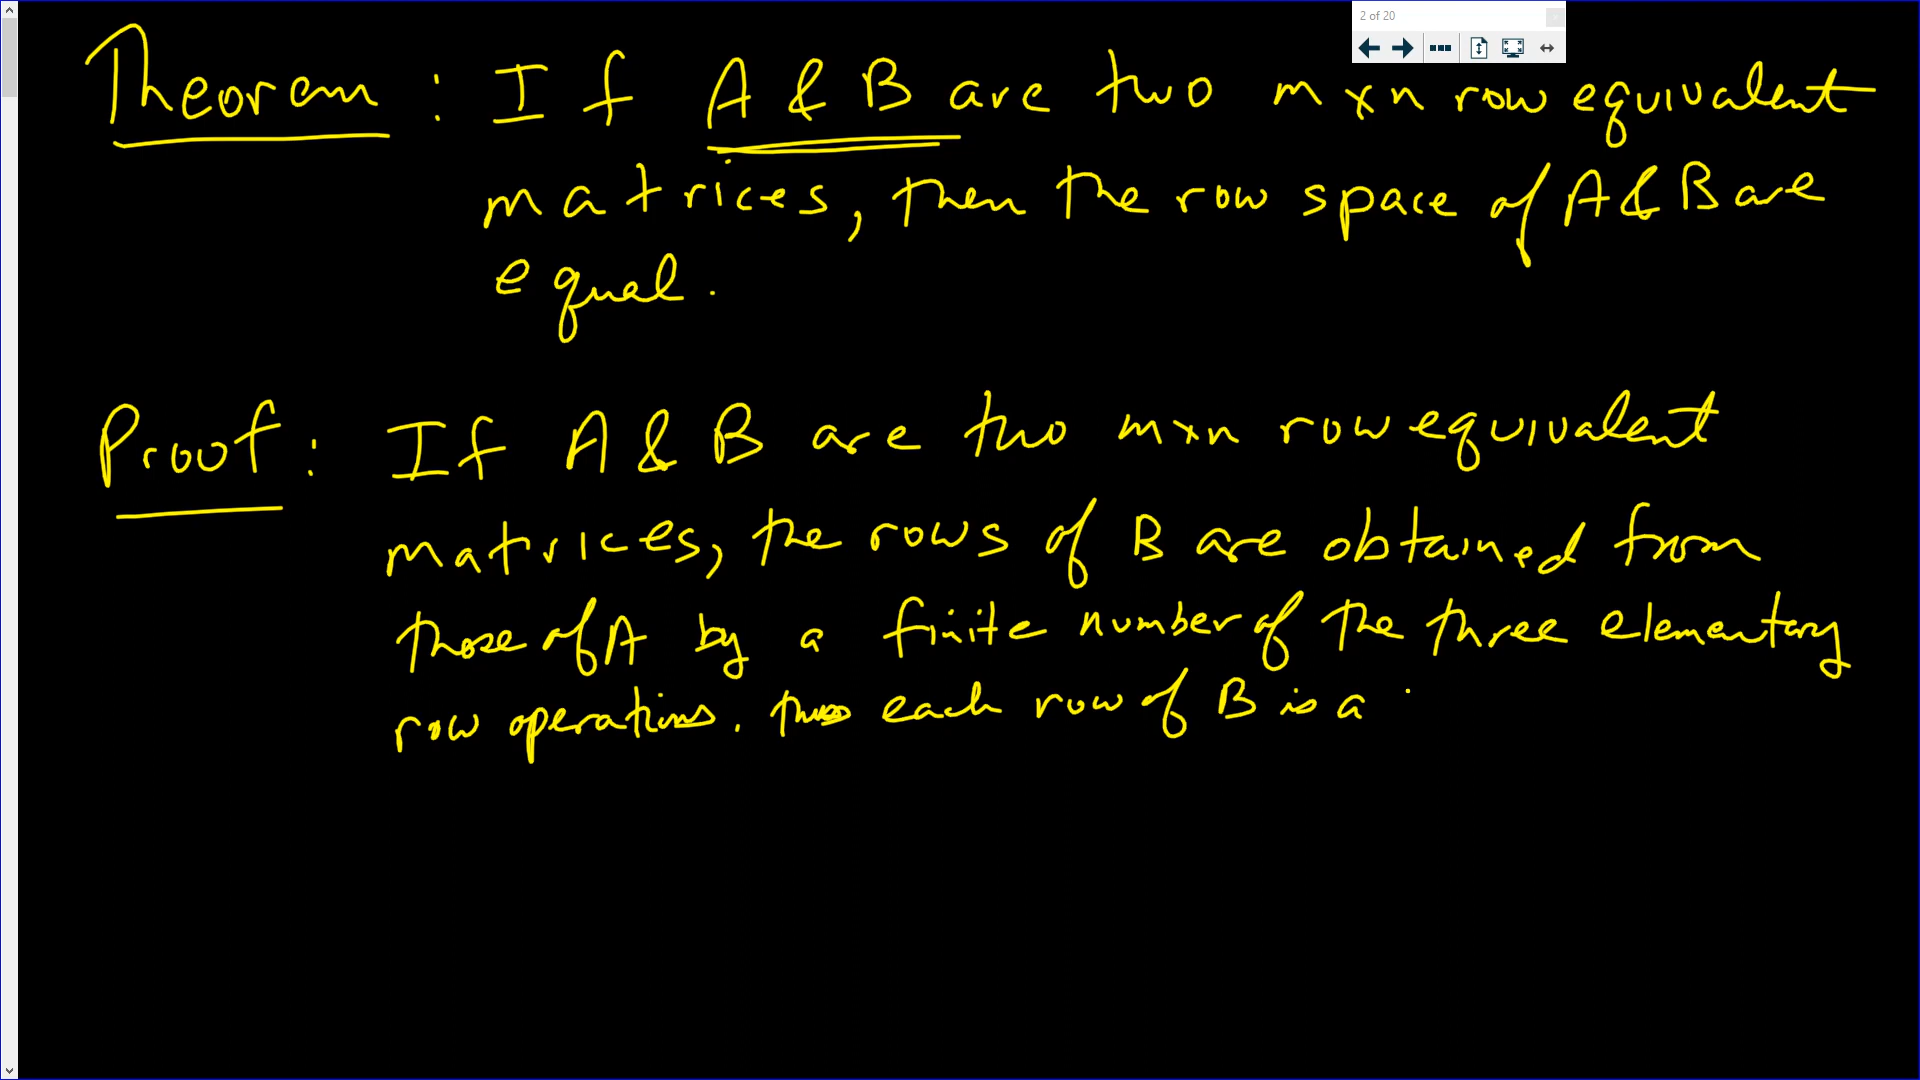 2 of 20
Theorem : If A & B are two m x n row equivalent
matrices, then the row space of A & B are
equal.
Proof : If A & B are two mxn row equivalent
matrices, the rows of B are obtained from
those of A by a finite number of the three elementary
row operations. thus each row of B is a